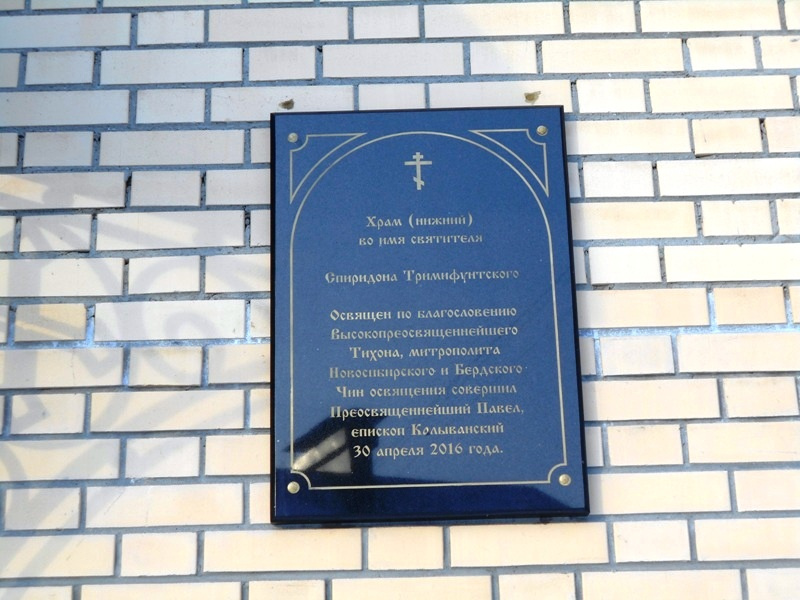 Храм (нижний)
во имя святителя
Спиридона Тримифунтского
Освящен по благословению
Высокопреосвященнейшего
Тихона, митрополита
Новосибирского и Бердского
Чин освящения совершил
Преосвященнейший Павел,
епископ Колыванский
30 апреля 2016 года.